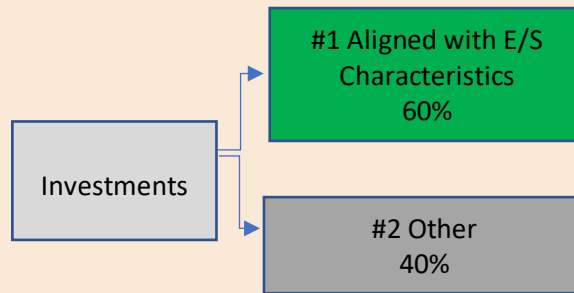 #1 Aligned with E/S
Characteristics
60%
Investments
#2 Other
40%